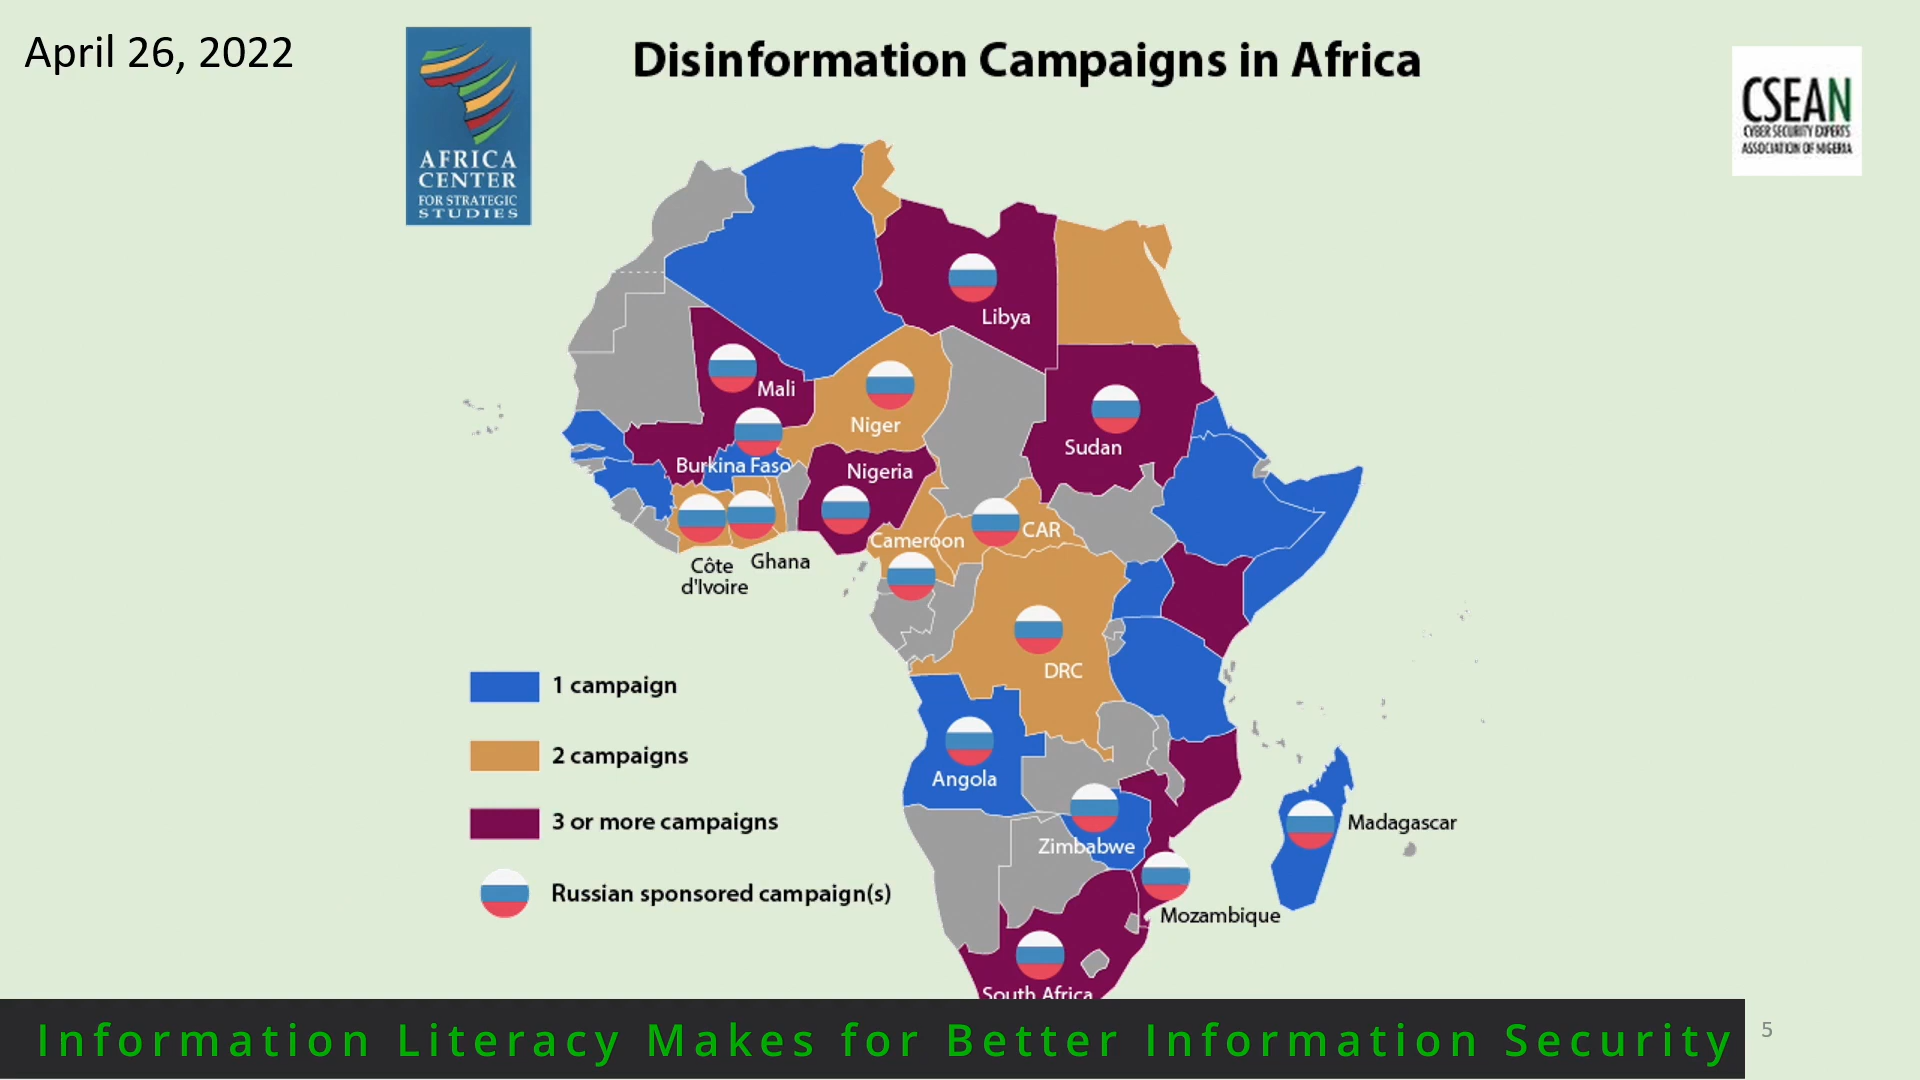 April 26, 2022
AFRICA
CENTER
FOR STRATEGIC
STUDIES
Disinformation Campaigns in Africa
CSEAN
CYBER SECURITY EXPERTS
ASSOCIATION OF NIGERIA
Libya
Mali
Niger
Sudan
Burkina Faso
Nigeria
CAR
Cameroon
Côte
d'Ivoire
Ghana
DRC
Angola
Zimbabwe
Madagascar
Mozambique
South Africa
1 campaign
2 campaigns
3 or more campaigns
Russian sponsored campaign(s)
Information Literacy Makes for Better Information Security
5